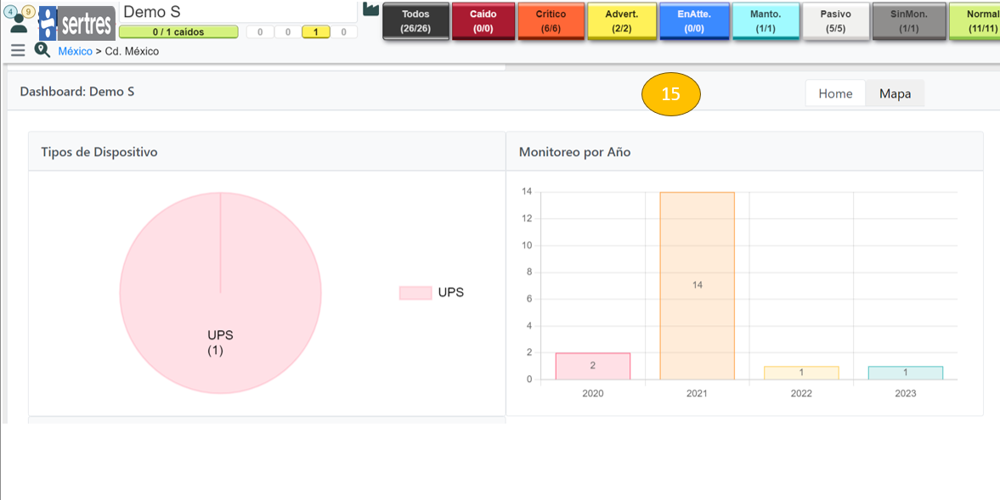 4 9
sertres
Demo S
0 / 1 caidos
0 0 1 0
México > Cd. México
Todos
(26/26)
Caído
(0/0)
Crítico
(6/6)
Advert.
(2/2)
EnAtte.
(0/0)
Manto.
(1/1)
Pasivo
(5/5)
SinMon.
(1/1)
Normal
(11/11)
Dashboard: Demo S
15
Home
Mapa
Tipos de Dispositivo
UPS
(1)
UPS
Monitoreo por Año
14
12
10
8
6
4
2
0
2
14
1
1
2020
2021
2022
2023